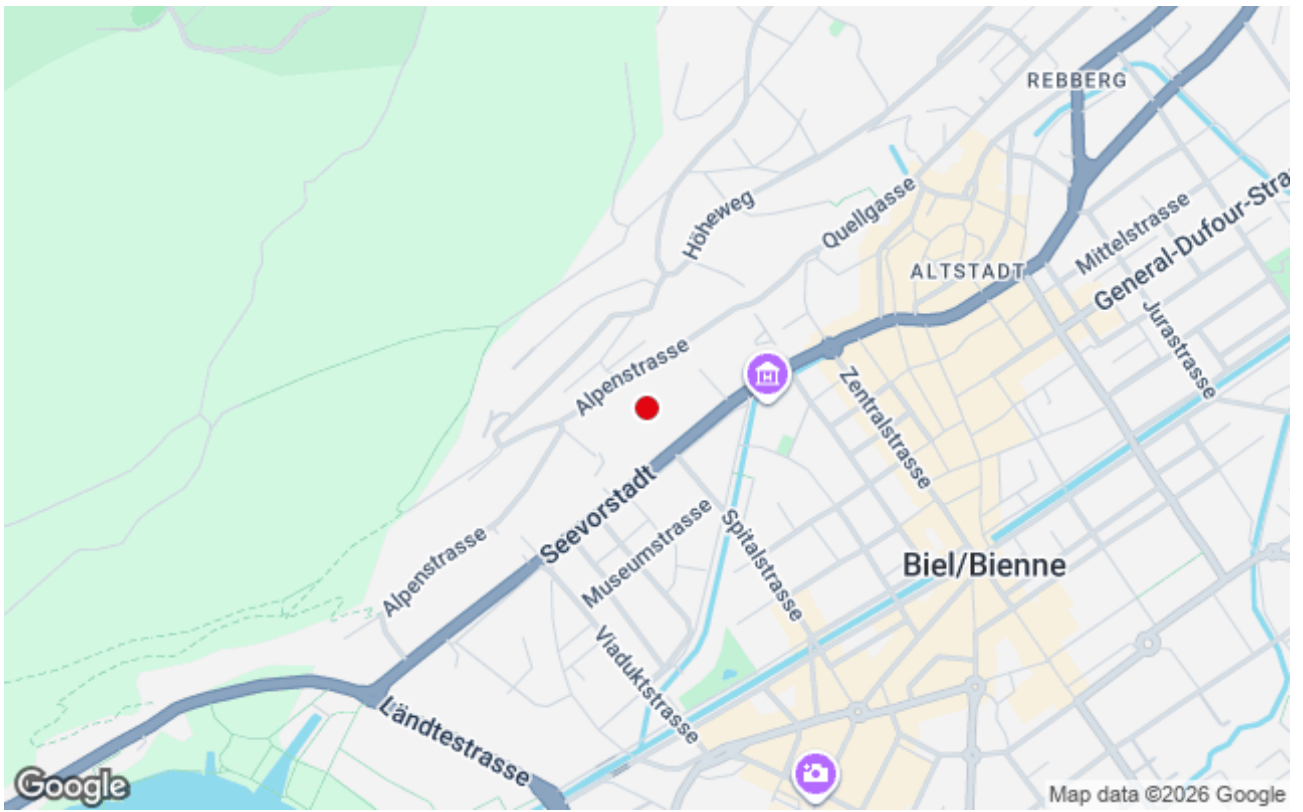 REBBERG
Höheweg
Quellgasse
Mittelstrasse
General-Dufour-Stra
ALTSTADT
Jurastrasse
Alpenstrasse
Zentralstrasse
Seevorstadt
Spitalstrasse
Museumstrasse
Biel/Bienne
Alpenstrasse
Viaduktstrasse
Ländtestrasse
H
Google
Map data ©2026 Google